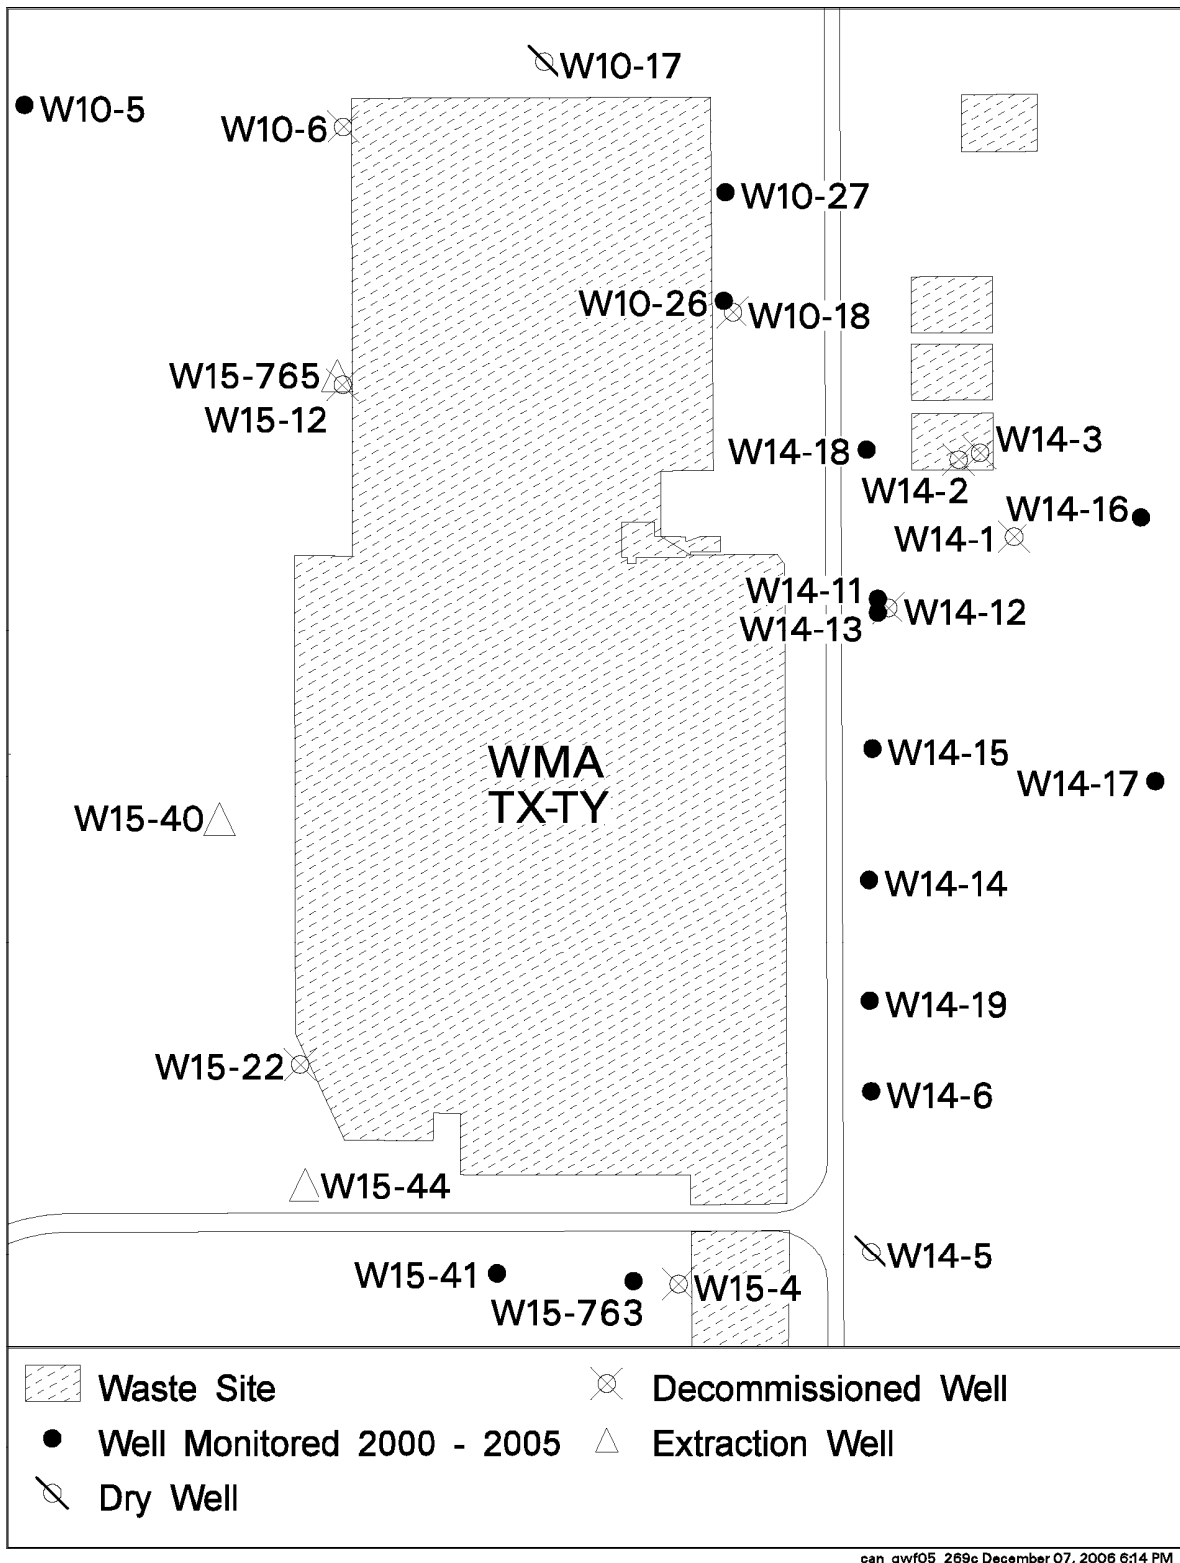 W10-17
W10-5
W10-6
W10-27
W10-26
W10-18
W15-765
W15-12
W14-18
W14-3
W14-2
W14-16
W14-1
W14-11
W14-12
W14-13
WMA
TX-TY
W14-15
W14-17
W15-40
W14-14
W14-19
W15-22
W14-6
W15-44
W14-5
W15-41
W15-763
W15-4
Waste Site
Decommissioned Well
Well Monitored 2000 - 2005
Extraction Well
Dry Well
can_gwf05_269c December 07, 2006 6:14 PM